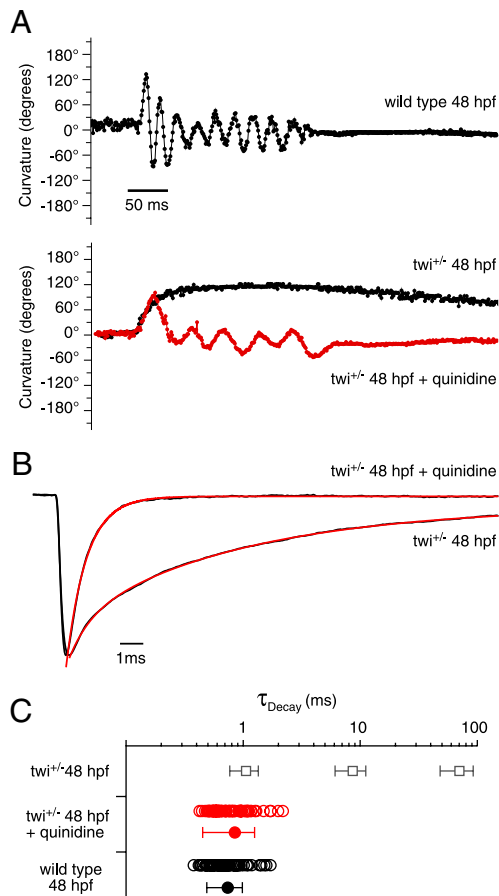 A
Curvature (degrees)
180°
120°
60°
0°
-60°
-120°
-180°
wild type 48 hpf
50 ms
Curvature (degrees)
180°
120°
60°
0°
-60°
-120°
-180°
twi+/- 48 hpf
twi+/- 48 hpf + quinidine
B
twi+/- 48 hpf + quinidine
twi+/- 48 hpf
1ms
C
τDecay (ms)
1 10 100
twi+/-48 hpf
twi+/- 48 hpf
+ quinidine
wild type
48 hpf